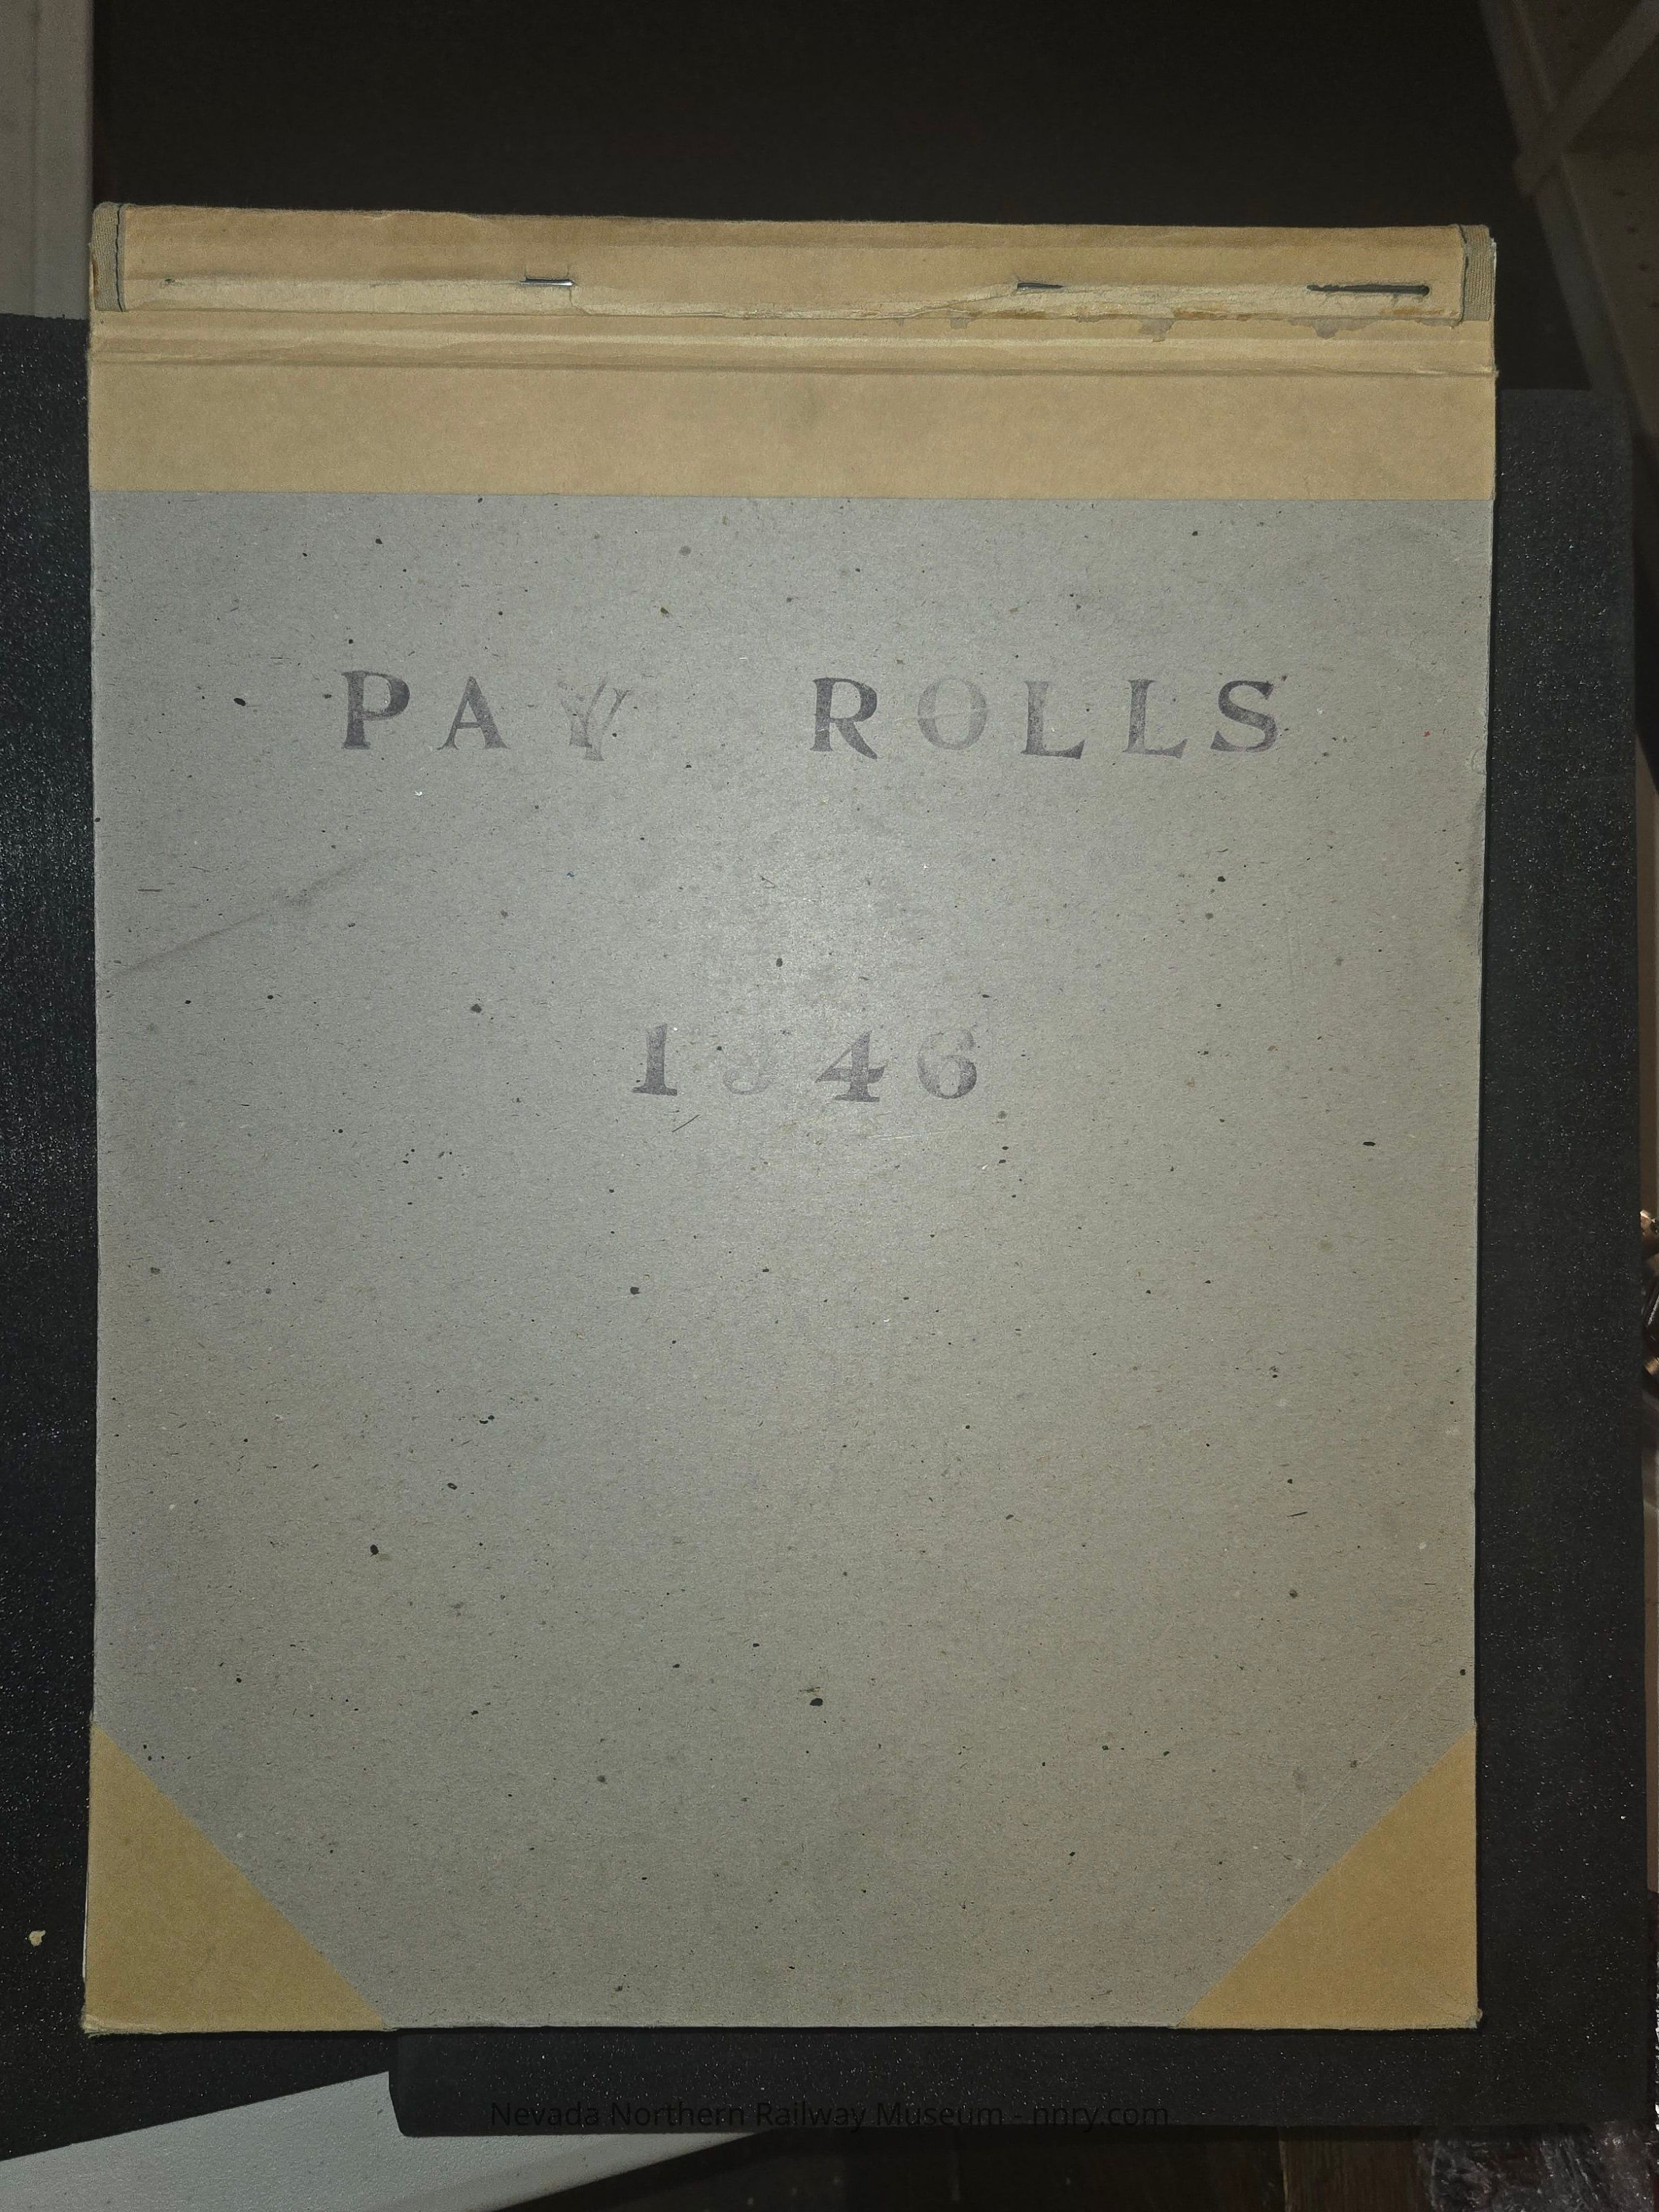 PAY ROLLS
1946
Nevada Northern Railway Museum - nnry.com